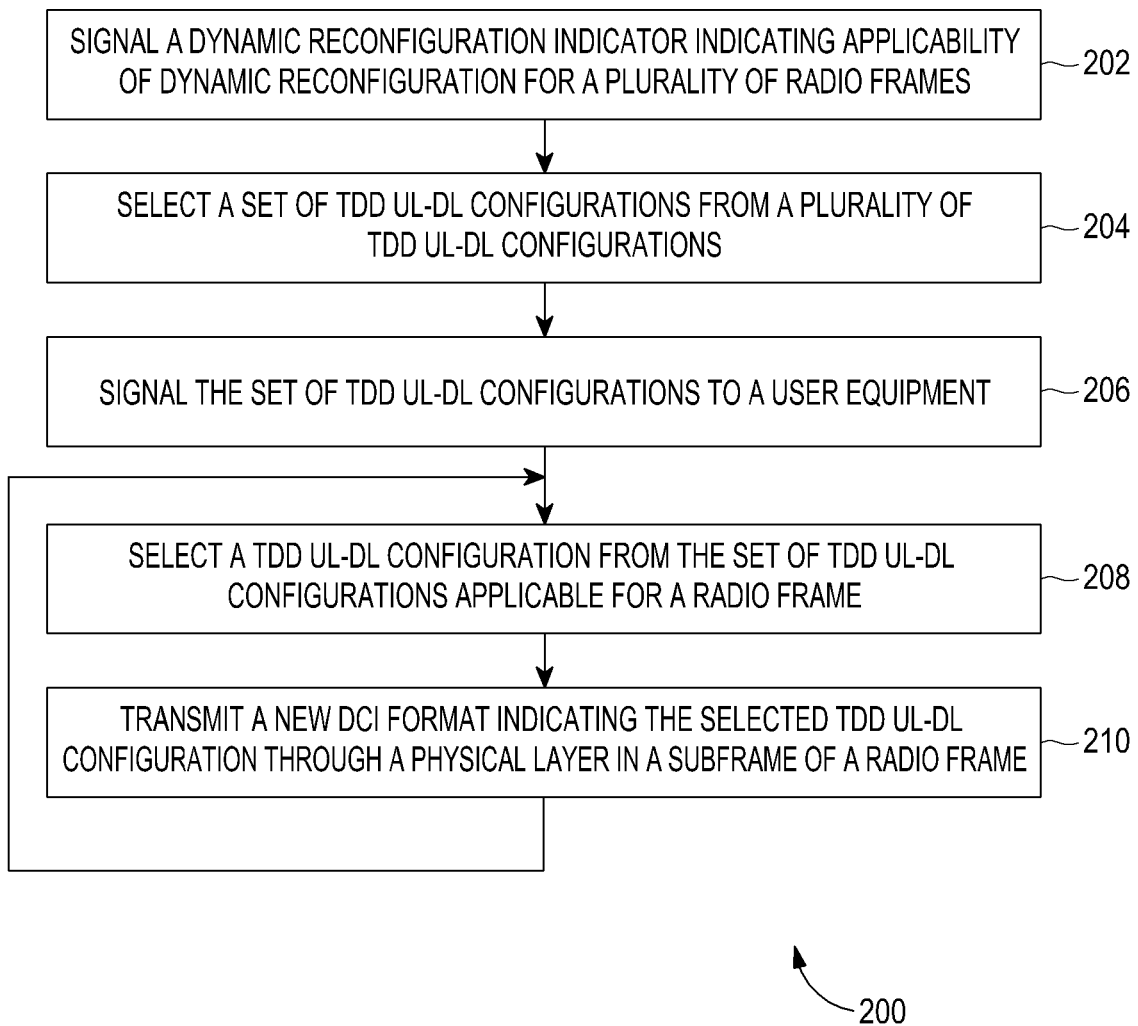 SIGNAL A DYNAMIC RECONFIGURATION INDICATOR INDICATING APPLICABILITY
OF DYNAMIC RECONFIGURATION FOR A PLURALITY OF RADIO FRAMES
202
SELECT A SET OF TDD UL-DL CONFIGURATIONS FROM A PLURALITY OF
TDD UL-DL CONFIGURATIONS
204
SIGNAL THE SET OF TDD UL-DL CONFIGURATIONS TO A USER EQUIPMENT
206
SELECT A TDD UL-DL CONFIGURATION FROM THE SET OF TDD UL-DL
CONFIGURATIONS APPLICABLE FOR A RADIO FRAME
208
TRANSMIT A NEW DCI FORMAT INDICATING THE SELECTED TDD UL-DL
CONFIGURATION THROUGH A PHYSICAL LAYER IN A SUBFRAME OF A RADIO FRAME
210
200